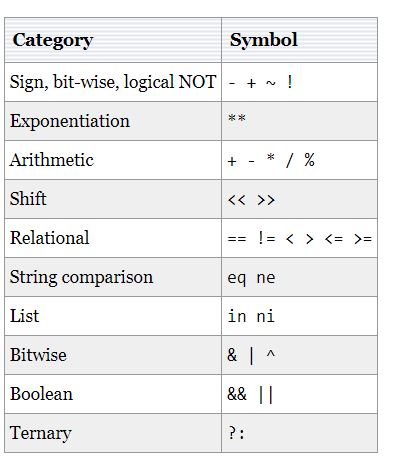 Category Symbol
Sign, bit-wise, logical NOT - + ~ !
Exponentiation **
Arithmetic + - * / %
Shift << >>
Relational == != < > <= >=
String comparison eq ne
List in ni
Bitwise & | ^
Boolean && ||
Ternary ?: